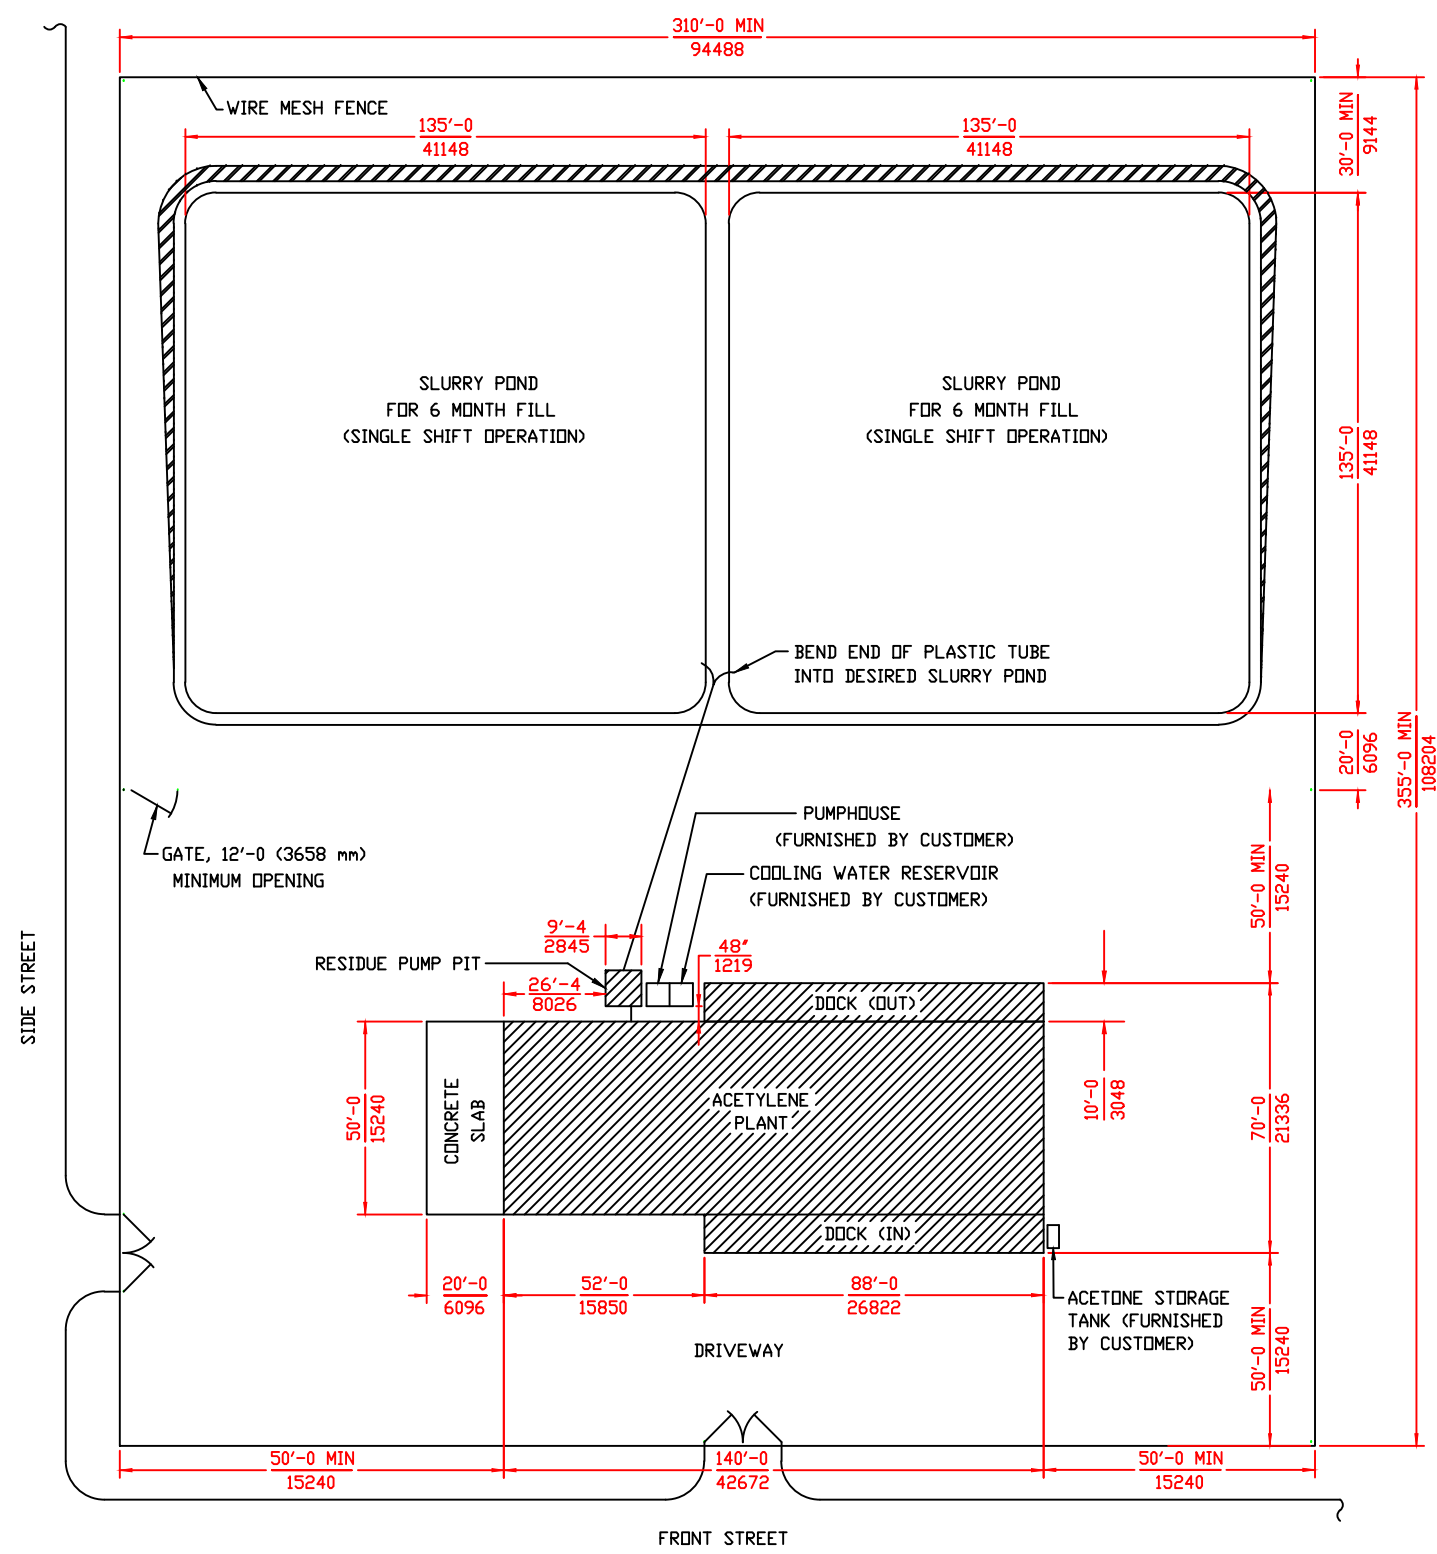 310'-0 MIN
94488
WIRE MESH FENCE
30'-0 MIN
9144
135'-0
41148
135'-0
41148
SLURRY POND
FOR 6 MONTH FILL
(SINGLE SHIFT OPERATION)
SLURRY POND
FOR 6 MONTH FILL
(SINGLE SHIFT OPERATION)
135'-0
41148
BEND END OF PLASTIC TUBE
INTO DESIRED SLURRY POND
20'-0
6096
355'-0 MIN
108204
PUMPHOUSE
(FURNISHED BY CUSTOMER)
GATE, 12'-0 (3658 mm)
MINIMUM OPENING
COOLING WATER RESERVOIR
(FURNISHED BY CUSTOMER)
50'-0 MIN
15240
9'-4
2845
48"
1219
SIDE STREET
RESIDUE PUMP PIT
26'-4
8026
DOCK (OUT)
CONCRETE
SLAB
50'-0
15240
ACETYLENE
PLANT
10'-0
3048
70'-0
21336
DOCK (IN)
20'-0
6096
52'-0
15850
88'-0
26822
ACETONE STORAGE
TANK (FURNISHED
BY CUSTOMER)
50'-0 MIN
15240
DRIVEWAY
50'-0 MIN
15240
140'-0
42672
50'-0 MIN
15240
FRONT STREET